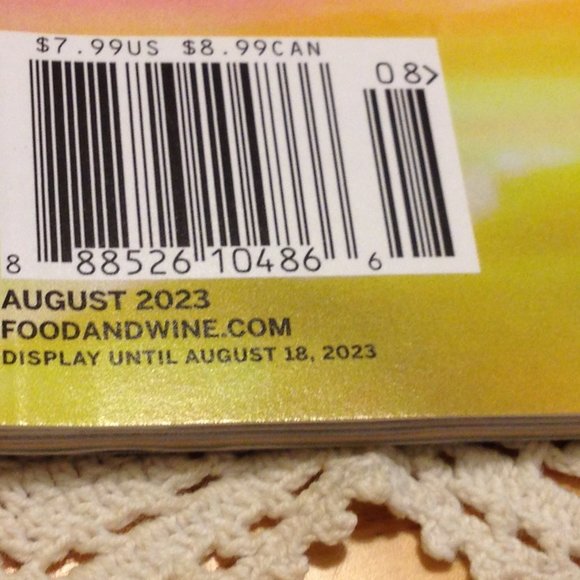 $7.99US $8.99CAN
08>
8 88526 10486 6
AUGUST 2023
FOODANDWINE.COM
DISPLAY UNTIL AUGUST 18, 2023